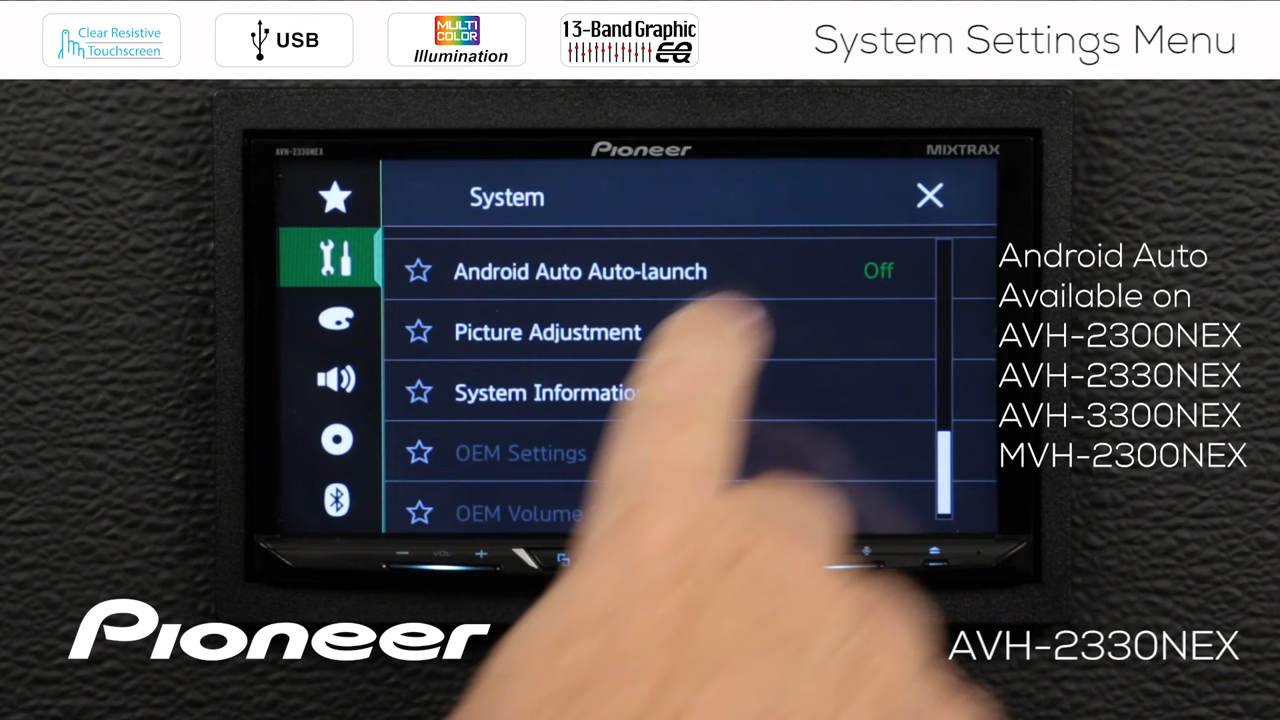 Clear Resistive
Touchscreen
USB
MULTI
COLOR
Illumination
13-Band Graphic
EQ
System Settings Menu
AVH-2330NEX
Pioneer
MIXTRAX
System
Android Auto Auto-launch
Off
Picture Adjustment
System Informatio
OEM Settings
OEM Volume
VOL
Android Auto
Available on
AVH-2300NEX
AVH-2330NEX
AVH-3300NEX
MVH-2300NEX
Pioneer
AVH-2330NEX